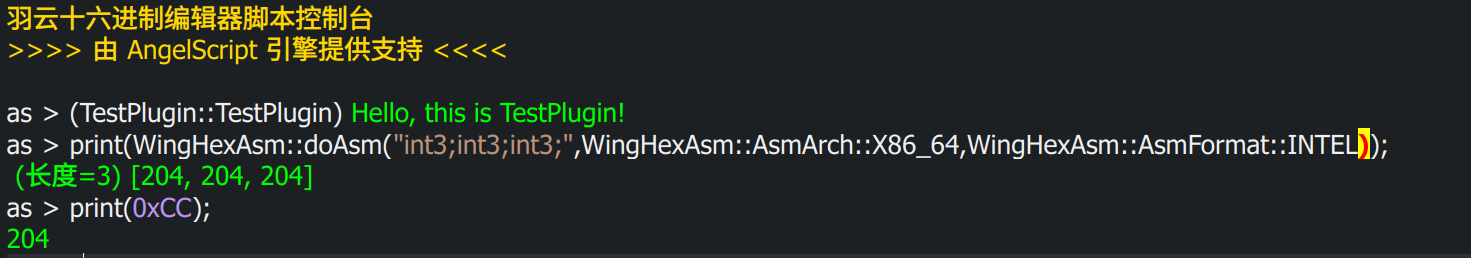 羽云十六进制编辑器脚本控制台
>>>> 由 AngelScript 引擎提供支持 <<<<
as > (TestPlugin::TestPlugin) Hello, this is TestPlugin!
as > print(WingHexAsm::doAsm("int3;int3;int3;",WingHexAsm::AsmArch::X86_64,WingHexAsm::AsmFormat::INTEL));
(长度=3) [204, 204, 204]
as > print(0xCC);
204